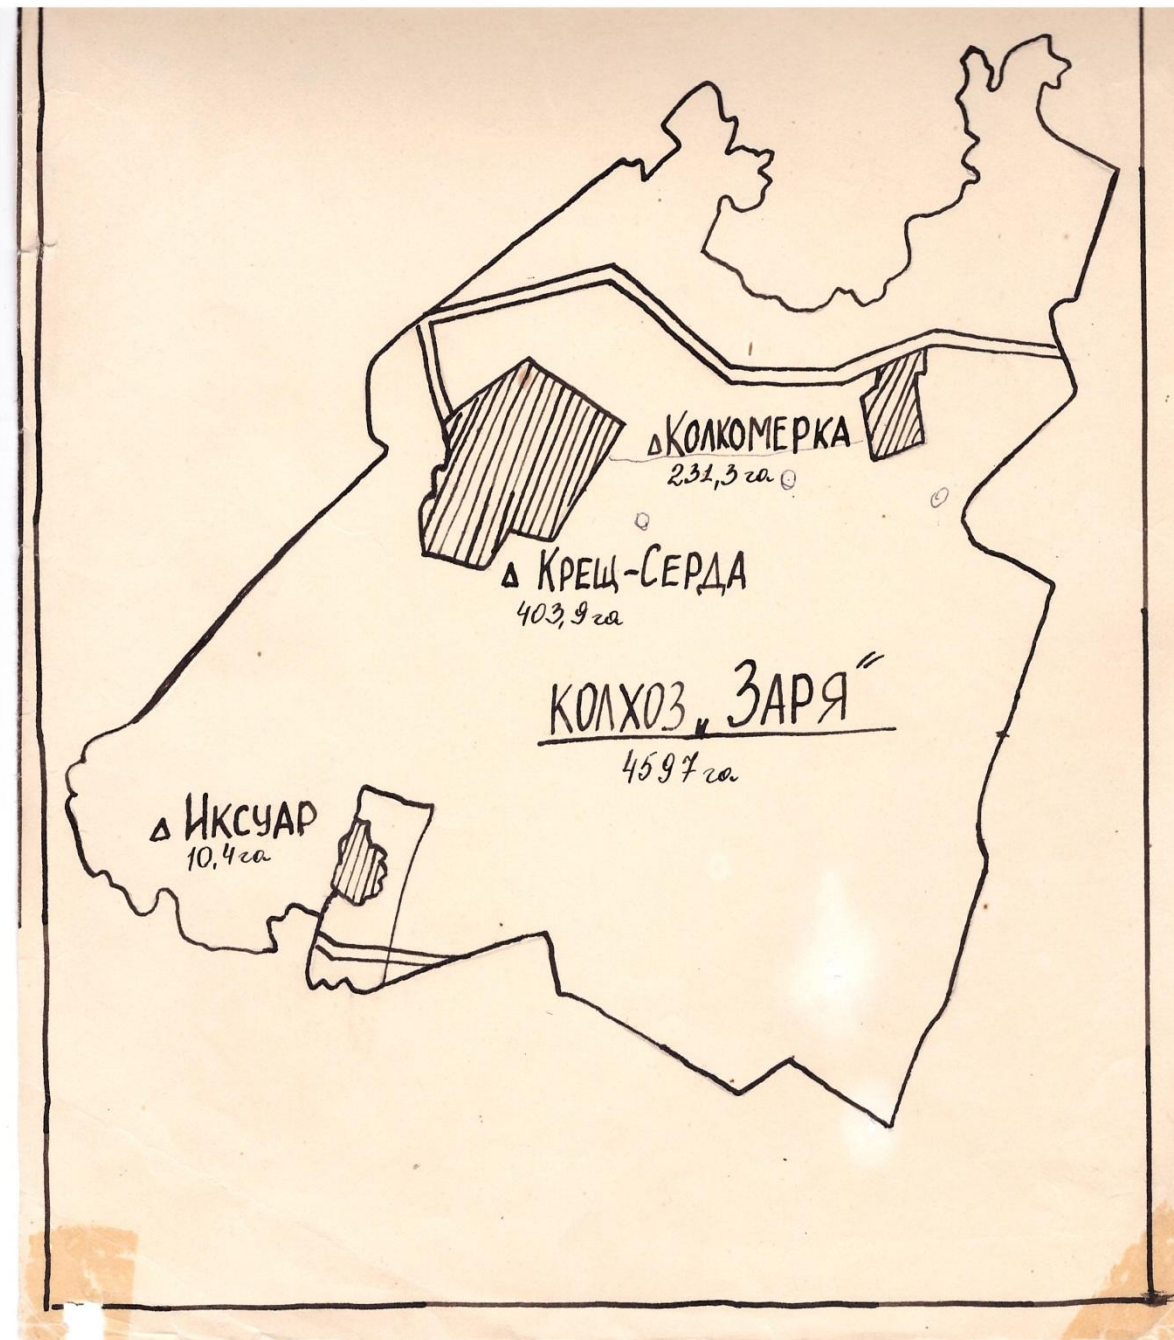 КОЛКОМЕРКА
231,3 га
КРЕЩ-СЕРДА
403,9 га
КОЛХОЗ „ЗАРЯ“
4597 га
ИКСУАР
10,4 га